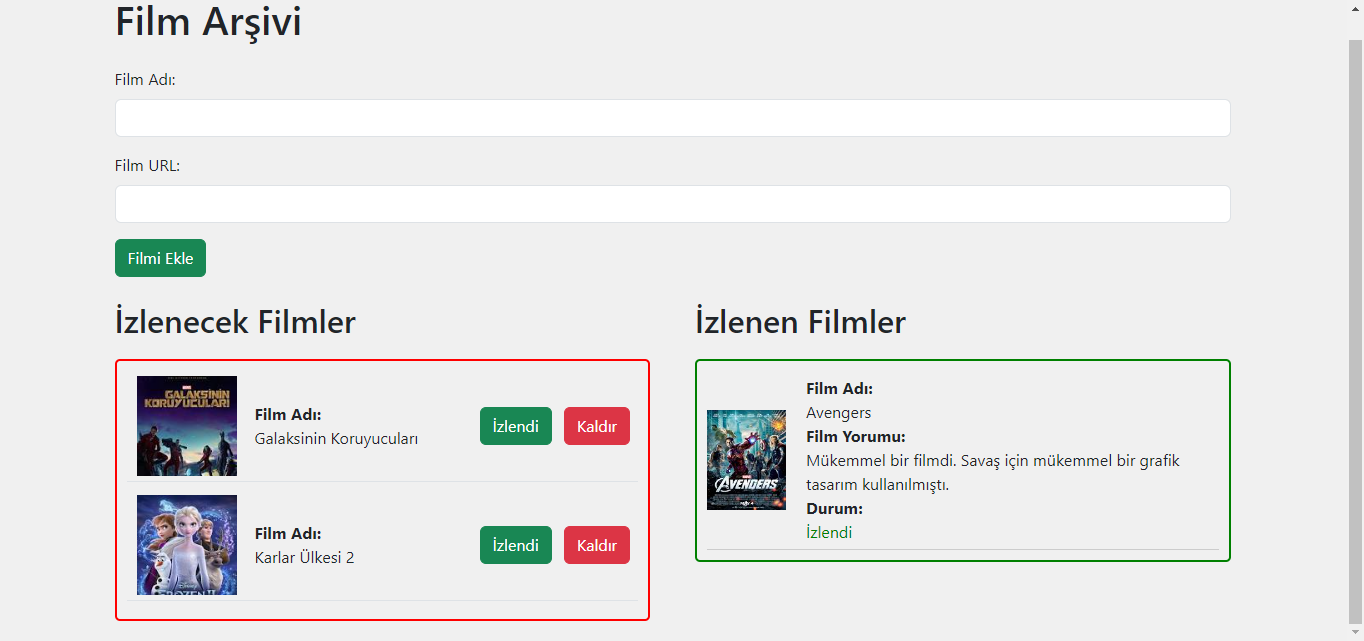 Film Arşivi
Film Adı:
Film URL:
Filmi Ekle
İzlenecek Filmler
MARVEL
GALAKSİNİN
KORUYUCULARI
Film Adı:
Galaksinin Koruyucuları
İzlendi
Kaldır
FROZEN II
Film Adı:
Karlar Ülkesi 2
İzlendi
Kaldır
İzlenen Filmler
AVENGERS
Film Adı:
Avengers
Film Yorumu:
Mükemmel bir filmdi. Savaş için mükemmel bir grafik
tasarım kullanılmıştı.
Durum:
İzlendi